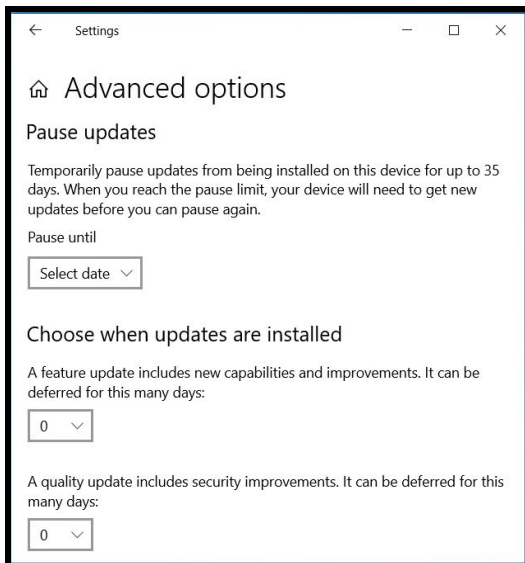 Settings
Advanced options
Pause updates
Temporarily pause updates from being installed on this device for up to 35
days. When you reach the pause limit, your device will need to get new
updates before you can pause again.
Pause until
Select date
Choose when updates are installed
A feature update includes new capabilities and improvements. It can be
deferred for this many days:
0
A quality update includes security improvements. It can be deferred for this
many days:
0